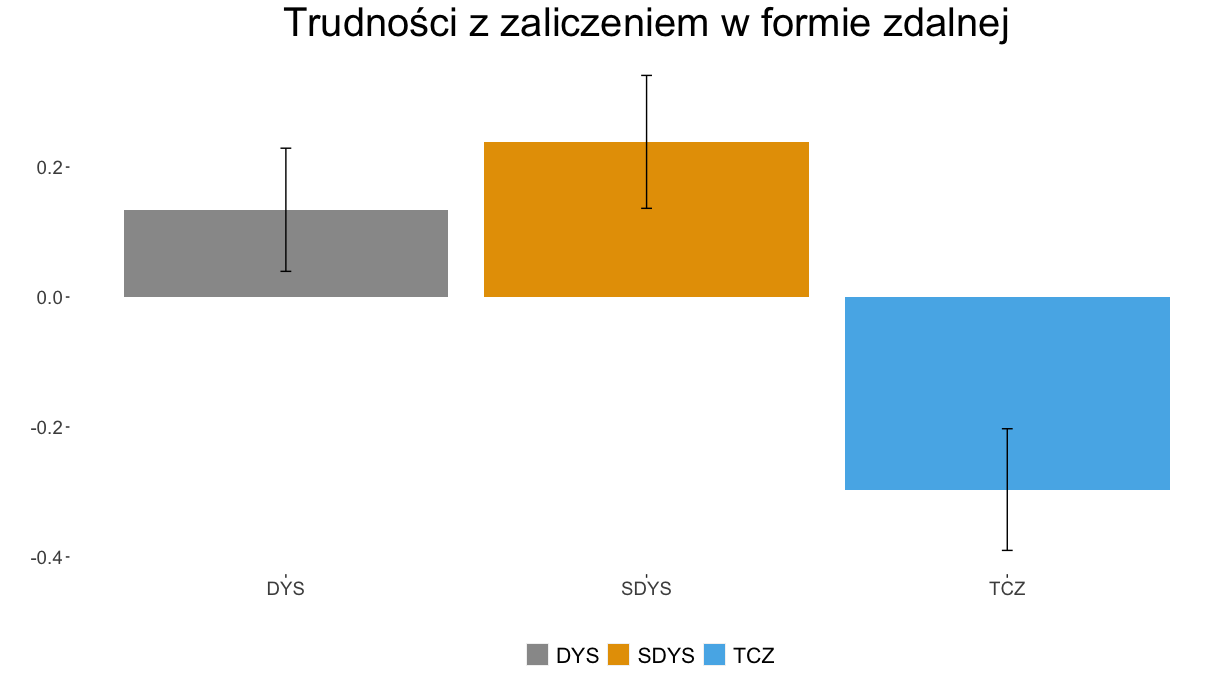 Trudności z zaliczeniem w formie zdalnej
0.2
0.0
-0.2
-0.4
DYS SDYS TCZ
DYS SDYS TCZ